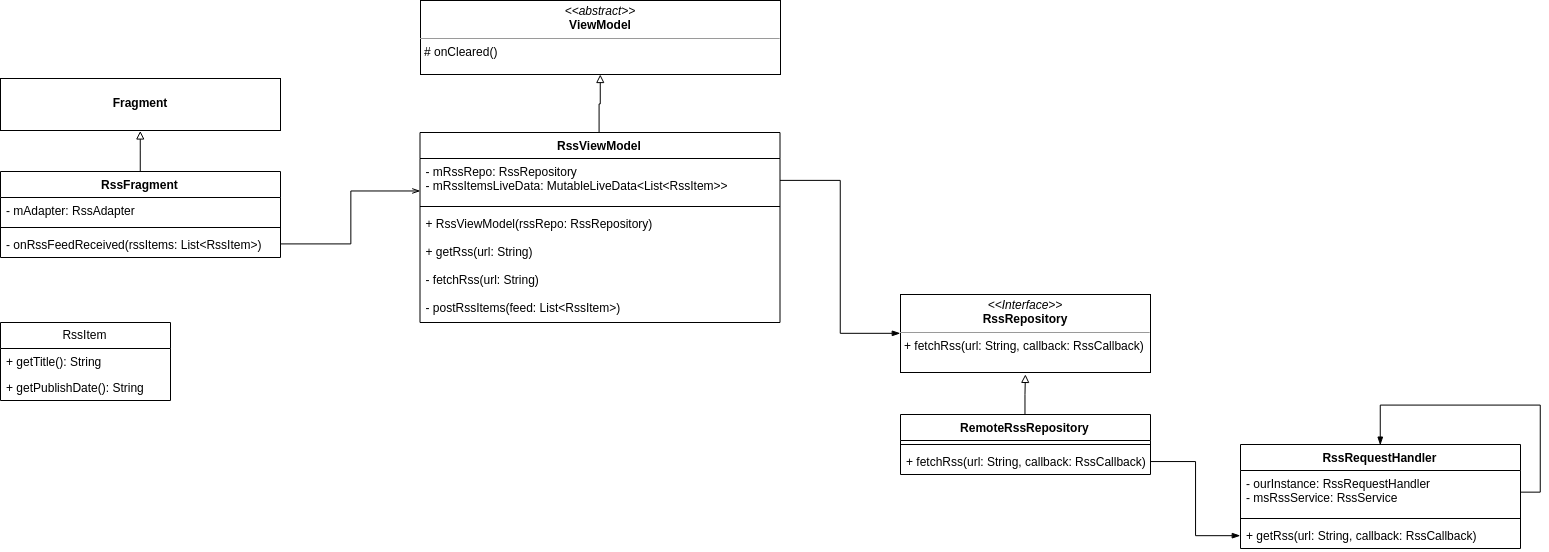 <<abstract>>
ViewModel
# onCleared()
Fragment
RssFragment
- mAdapter: RssAdapter
- onRssFeedReceived(rssItems: List<RssItem>)
RssViewModel
- mRssRepo: RssRepository
- mRssItemsLiveData: MutableLiveData<List<RssItem>>
+ RssViewModel(rssRepo: RssRepository)
+ getRss(url: String)
- fetchRss(url: String)
- postRssItems(feed: List<RssItem>)
RssItem
+ getTitle(): String
+ getPublishDate(): String
<<Interface>>
RssRepository
+ fetchRss(url: String, callback: RssCallback)
RemoteRssRepository
+ fetchRss(url: String, callback: RssCallback)
RssRequestHandler
- ourInstance: RssRequestHandler
- msRssService: RssService
+ getRss(url: String, callback: RssCallback)